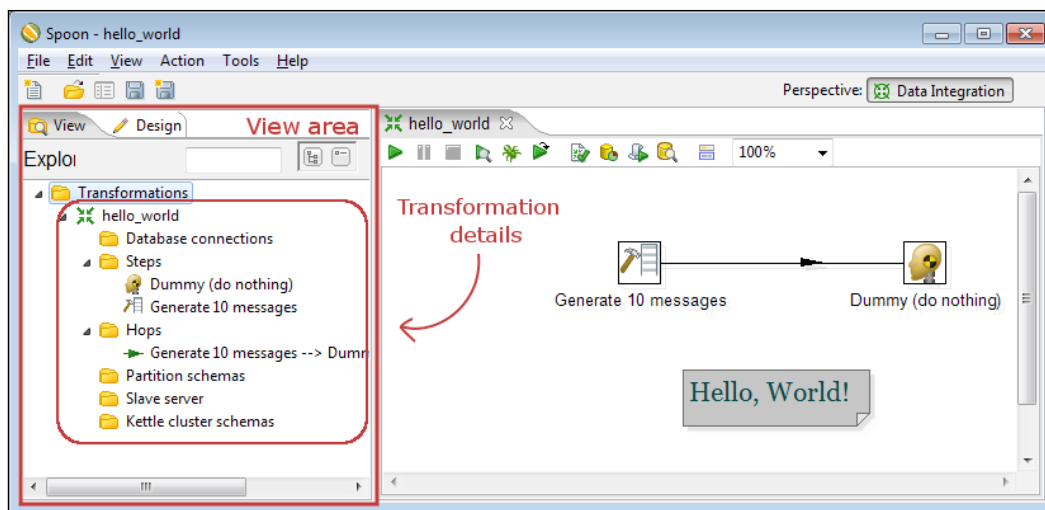 Spoon - hello_world
File Edit View Action Tools Help
Perspective: Data Integration
View Design View area
Explor
Transformations
hello_world
Database connections
Steps
Dummy (do nothing)
Generate 10 messages
Hops
Generate 10 messages --> Dumm
Partition schemas
Slave server
Kettle cluster schemas
hello_world
100%
Transformation
details
Generate 10 messages
Dummy (do nothing)
Hello, World!